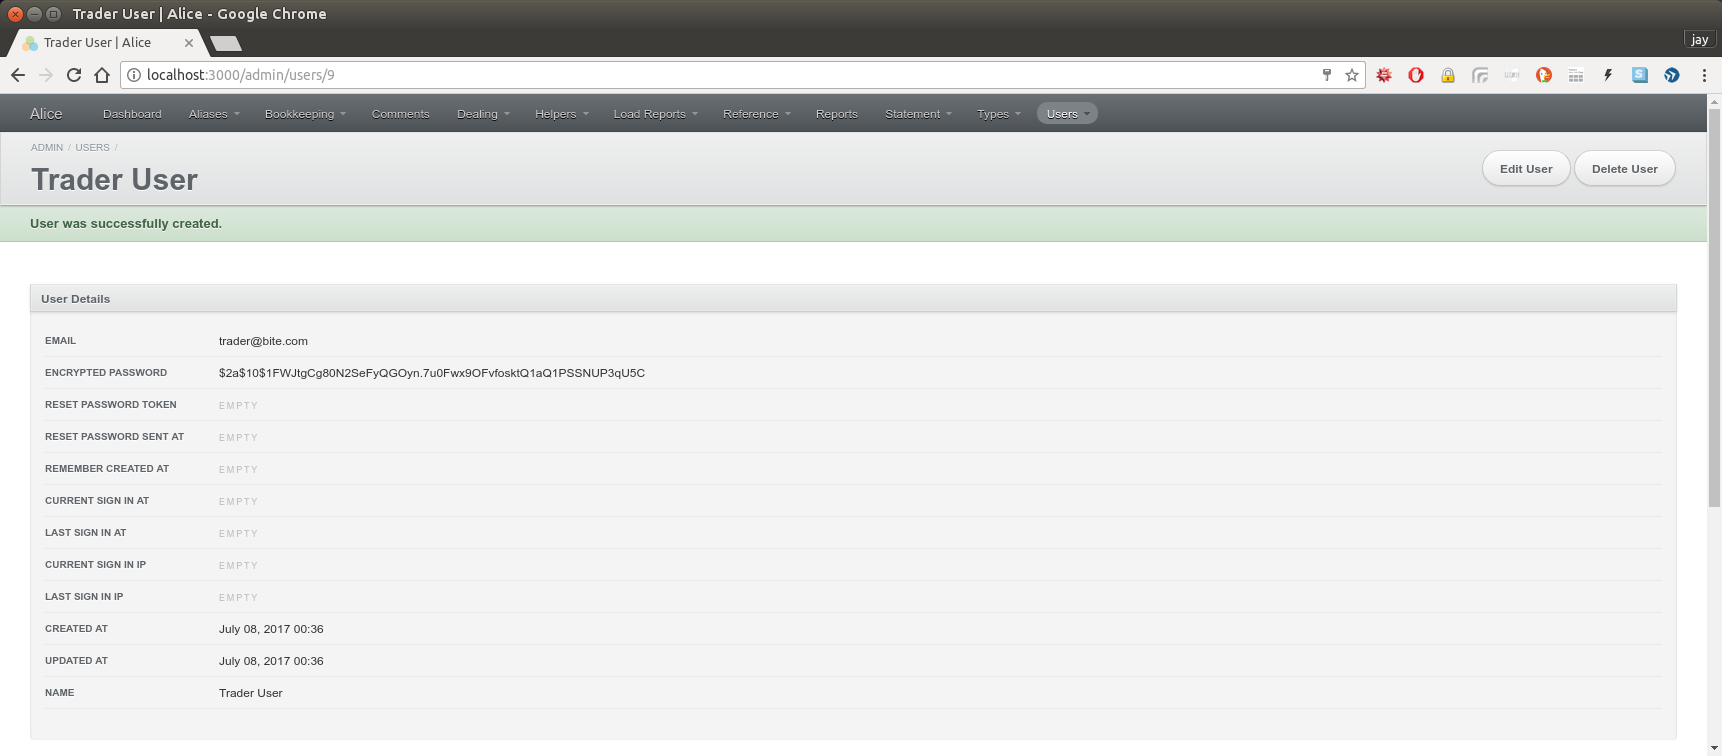 Trader User | Alice - Google Chrome
Trader User | Alice
jay
localhost:3000/admin/users/9
Alice Dashboard Aliases Bookkeeping Comments Dealing Helpers Load Reports Reference Reports Statement Types Users
ADMIN / USERS /
Trader User
Edit User Delete User
User was successfully created.
User Details
EMAIL trader@bite.com
ENCRYPTED PASSWORD $2a$10$1FWJtgCg80N2SeFyQGOyn.7u0Fwx9OFvfosktQ1aQ1PSSNUP3qU5C
RESET PASSWORD TOKEN EMPTY
RESET PASSWORD SENT AT EMPTY
REMEMBER CREATED AT EMPTY
CURRENT SIGN IN AT EMPTY
LAST SIGN IN AT EMPTY
CURRENT SIGN IN IP EMPTY
LAST SIGN IN IP EMPTY
CREATED AT July 08, 2017 00:36
UPDATED AT July 08, 2017 00:36
NAME Trader User